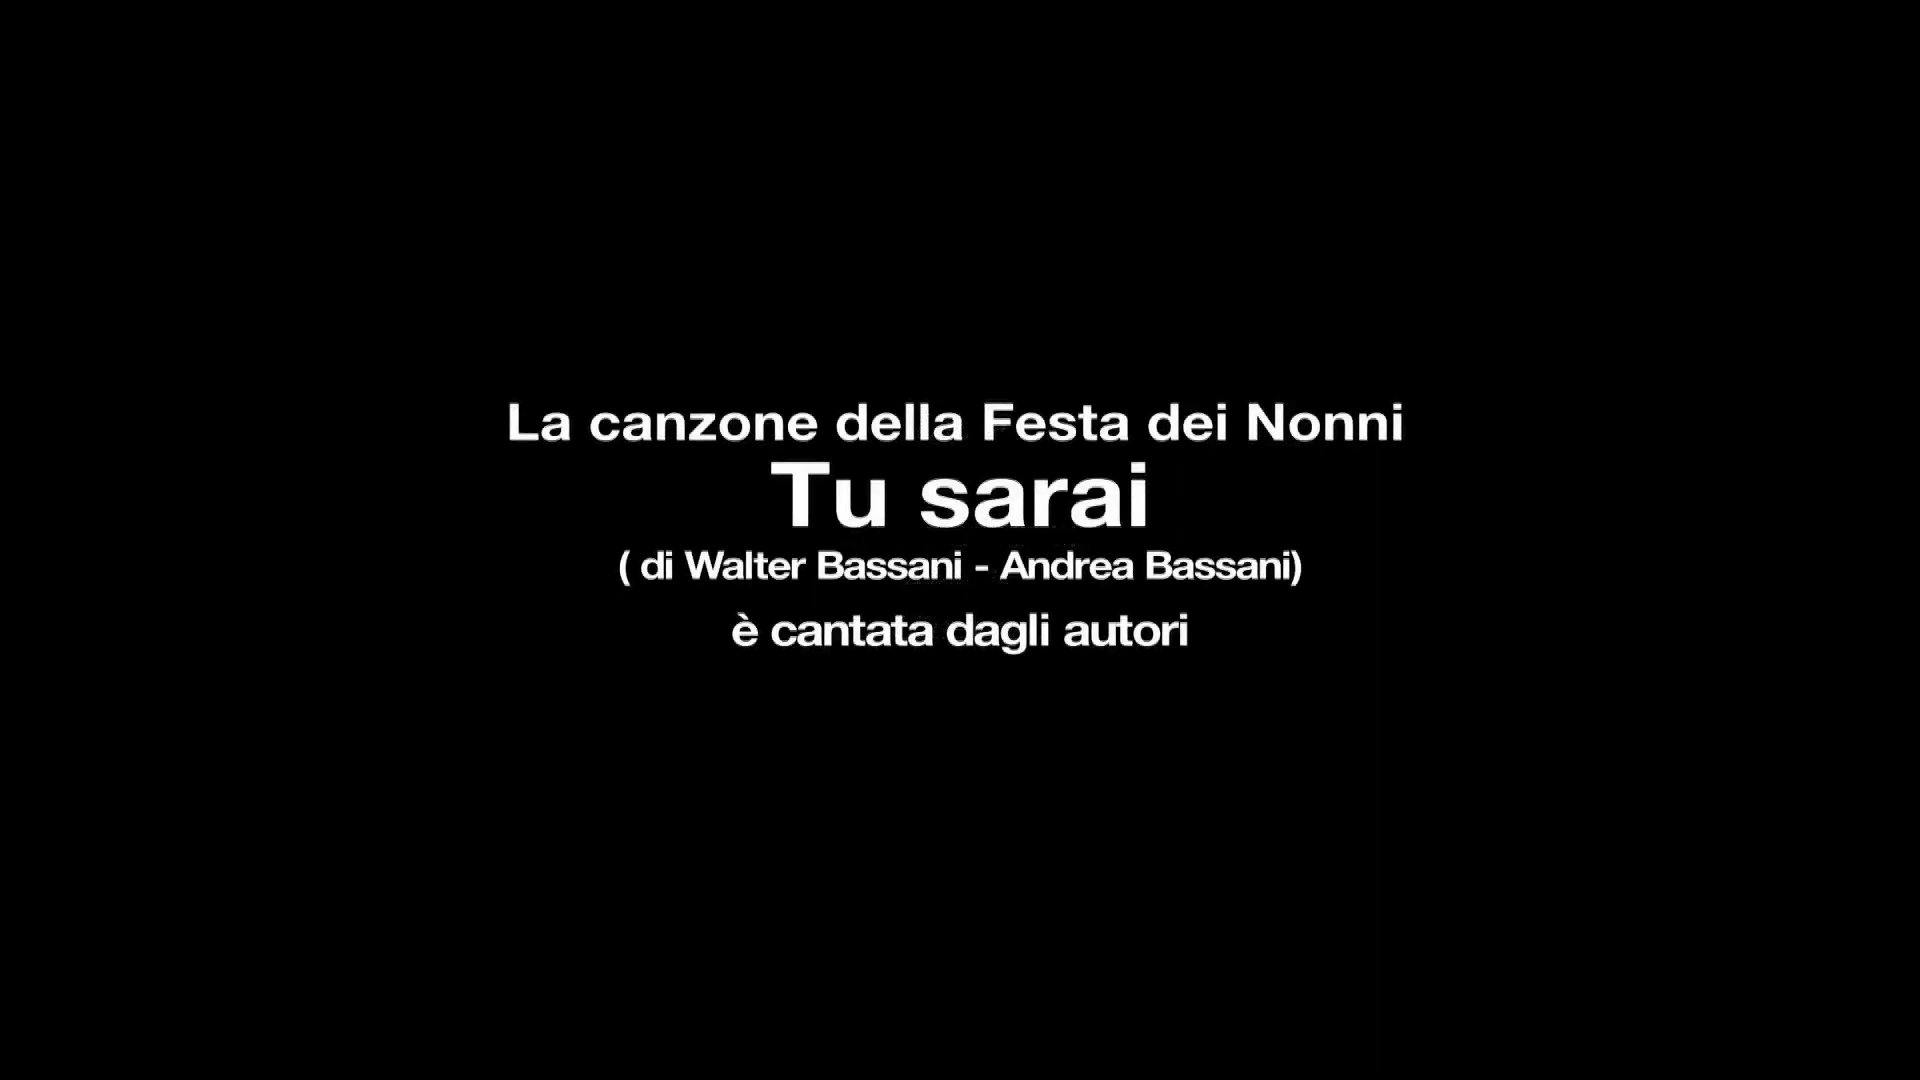 La canzone della Festa dei Nonni
Tu sarai
( di Walter Bassani - Andrea Bassani)
è cantata dagli autori